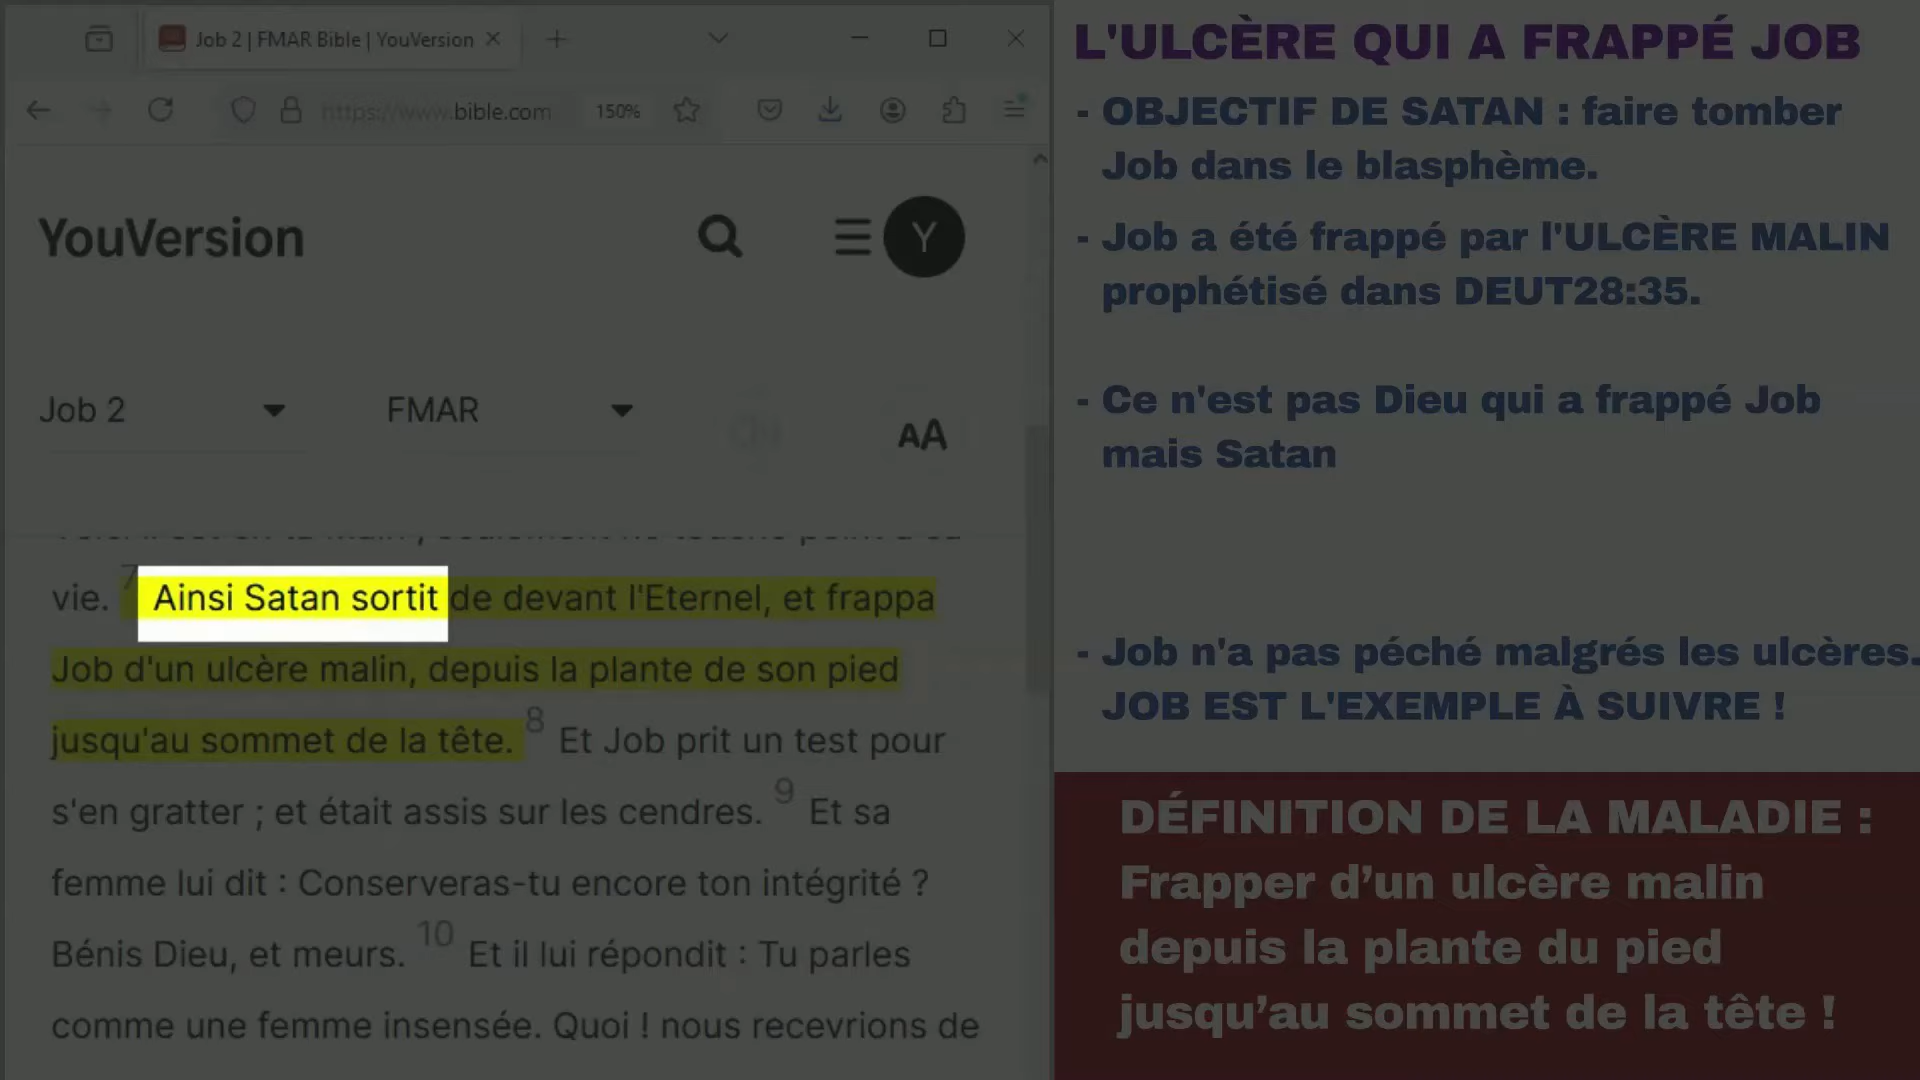 Job 2 | FMAR Bible | YouVersion
https://www.bible.com
150%
YouVersion
Y
Job 2
FMAR
AA
vie. 7 Ainsi Satan sortit de devant l'Eternel, et frappa
Job d'un ulcère malin, depuis la plante de son pied
jusqu'au sommet de la tête. 8 Et Job prit un test pour
s'en gratter ; et était assis sur les cendres. 9 Et sa
femme lui dit : Conserveras-tu encore ton intégrité ?
Bénis Dieu, et meurs. 10 Et il lui répondit : Tu parles
comme une femme insensée. Quoi ! nous recevrions de
L'ULCÈRE QUI A FRAPPÉ JOB
- OBJECTIF DE SATAN : faire tomber
Job dans le blasphème.
- Job a été frappé par l'ULCÈRE MALIN
prophétisé dans DEUT28:35.
- Ce n'est pas Dieu qui a frappé Job
mais Satan
- Job n'a pas péché malgrés les ulcères.
JOB EST L'EXEMPLE À SUIVRE !
DÉFINITION DE LA MALADIE :
Frapper d’un ulcère malin
depuis la plante du pied
jusqu’au sommet de la tête !